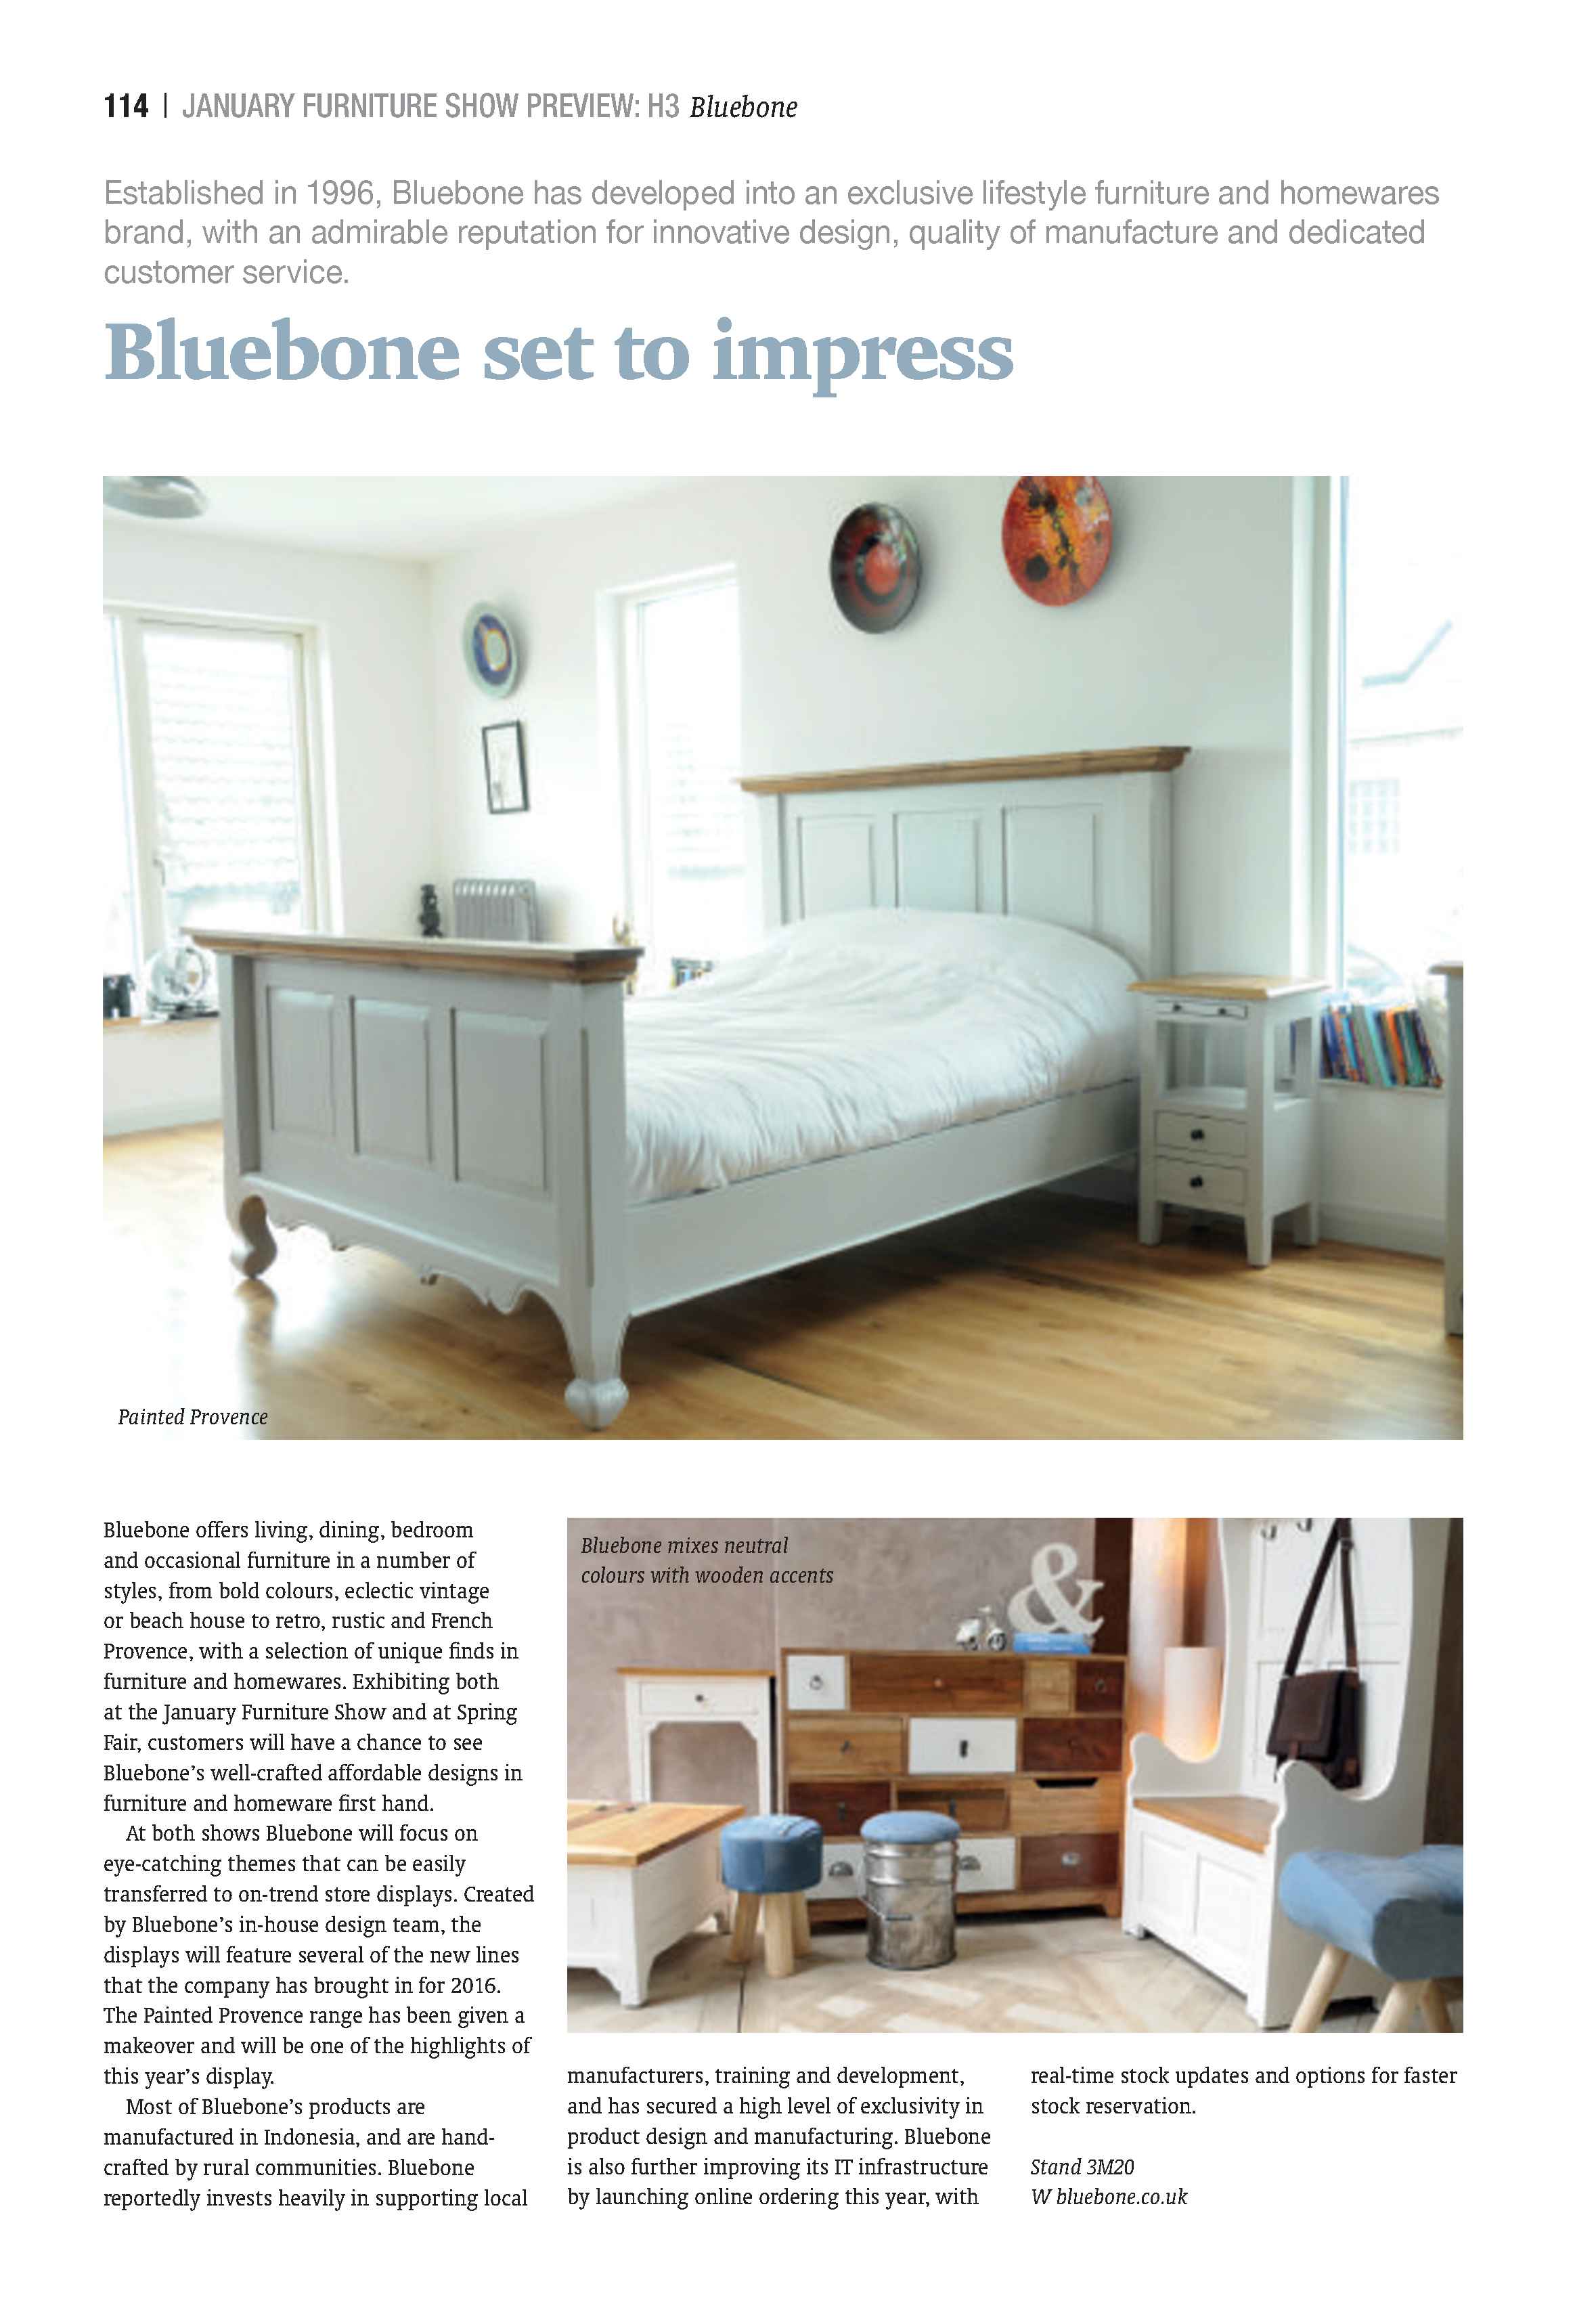 114 | JANUARY FURNITURE SHOW PREVIEW: H3 Bluebone
Established in 1996, Bluebone has developed into an exclusive lifestyle furniture and homewares
brand, with an admirable reputation for innovative design, quality of manufacture and dedicated
customer service.
Bluebone set to impress
Painted Provence
Bluebone offers living, dining, bedroom
and occasional furniture in a number of
styles, from bold colours, eclectic vintage
or beach house to retro, rustic and French
Provence, with a selection of unique finds in
furniture and homewares. Exhibiting both
at the January Furniture Show and at Spring
Fair, customers will have a chance to see
Bluebone’s well-crafted affordable designs in
furniture and homeware first hand.
At both shows Bluebone will focus on
eye-catching themes that can be easily
transferred to on-trend store displays. Created
by Bluebone’s in-house design team, the
displays will feature several of the new lines
that the company has brought in for 2016.
The Painted Provence range has been given a
makeover and will be one of the highlights of
this year’s display.
Most of Bluebone’s products are
manufactured in Indonesia, and are hand-
crafted by rural communities. Bluebone
reportedly invests heavily in supporting local
Bluebone mixes neutral
colours with wooden accents
&
manufacturers, training and development,
and has secured a high level of exclusivity in
product design and manufacturing. Bluebone
is also further improving its IT infrastructure
by launching online ordering this year, with
real-time stock updates and options for faster
stock reservation.
Stand 3M20
W bluebone.co.uk